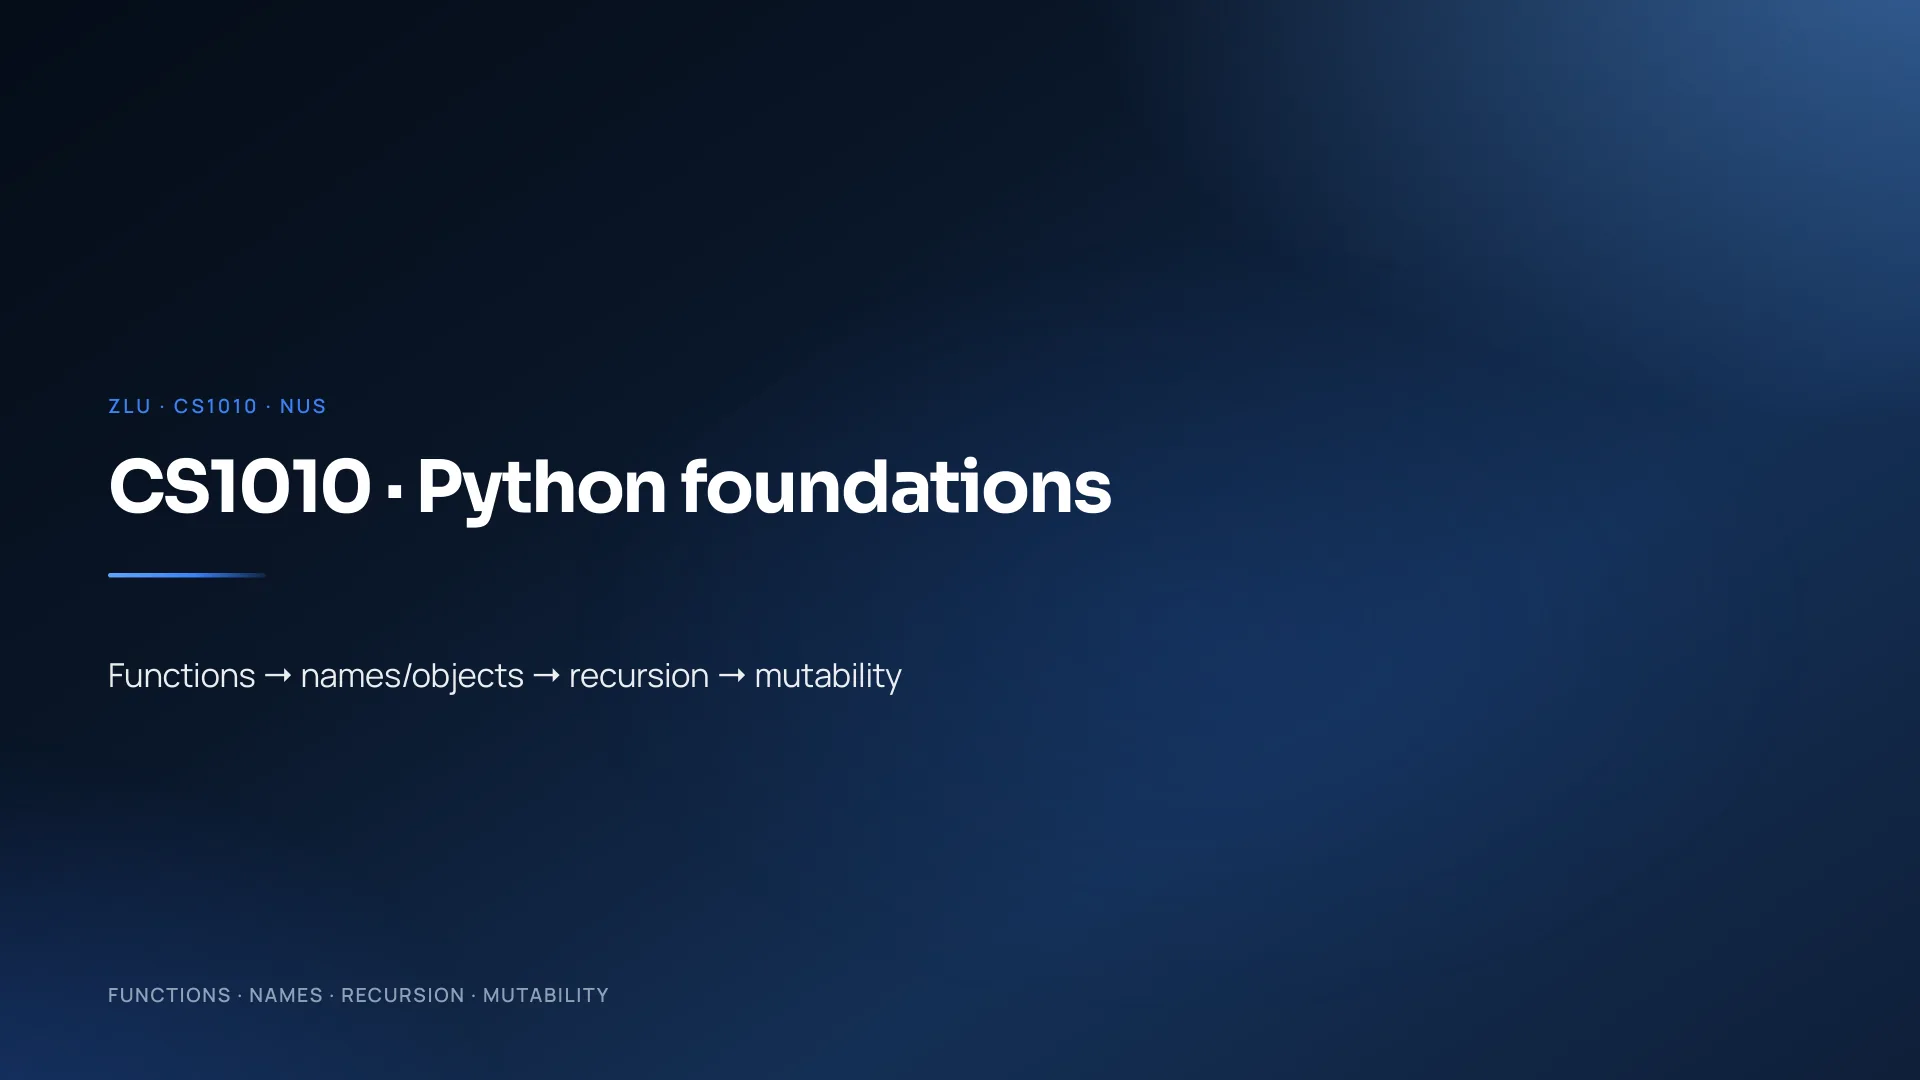 ZLU · CS1010 · NUS
CS1010 · Python foundations
Functions → names/objects → recursion → mutability
FUNCTIONS · NAMES · RECURSION · MUTABILITY